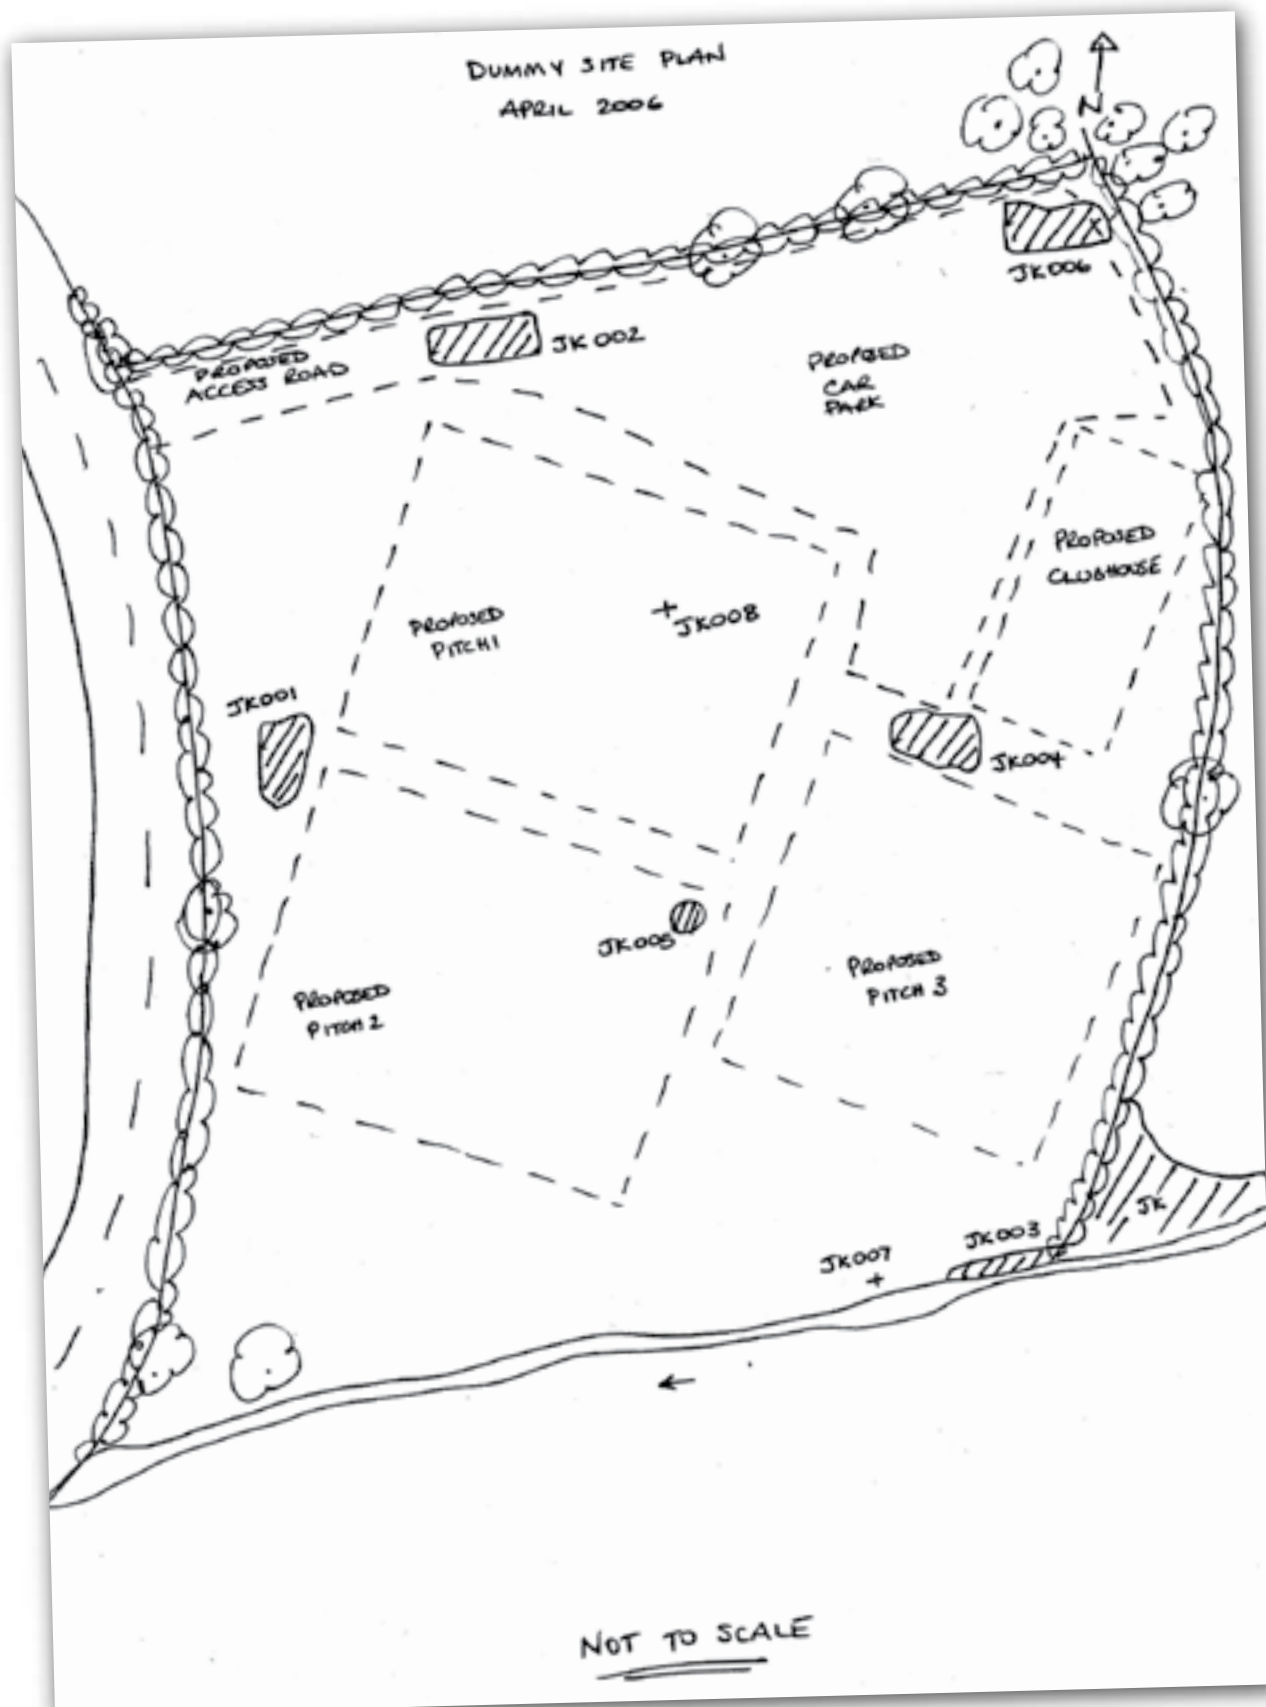 DUMMY SITE PLAN
APRIL 2006
N
JK006
JK002
PROPOSED
ACCESS ROAD
PROPOSED
CAR
PARK
PROPOSED
CLUBHOUSE
PROPOSED
PITCH 1
JK008
JK001
JK004
JK005
PROPOSED
PITCH 3
PROPOSED
PITCH 2
JK
JK003
JK007
NOT TO SCALE